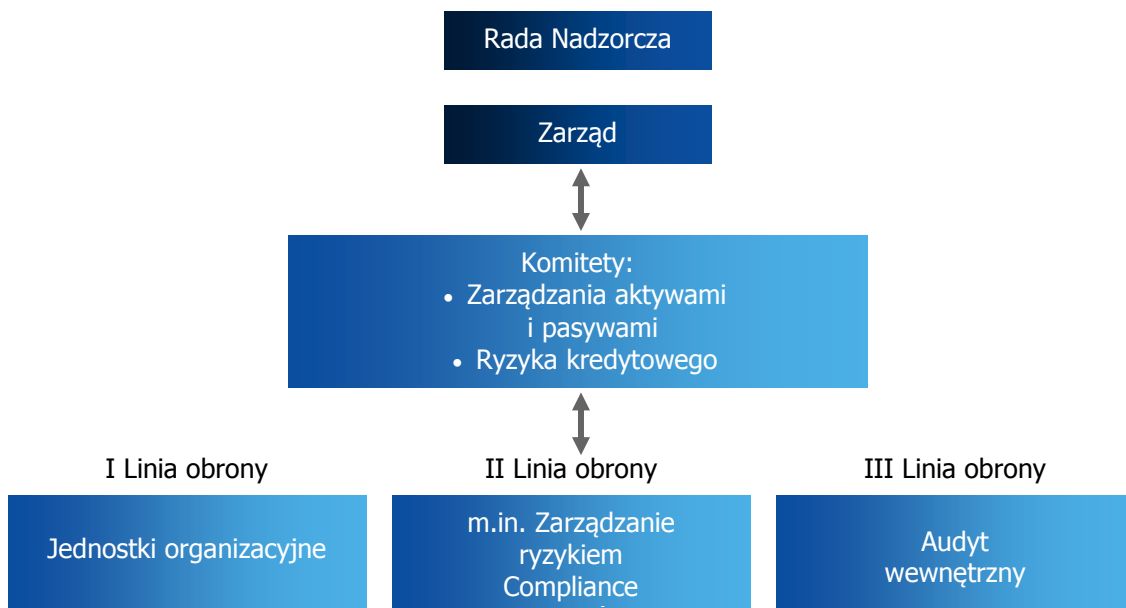 Rada Nadzorcza
Zarząd
Komitety:
• Zarządzania aktywami
i pasywami
• Ryzyka kredytowego
I Linia obrony
II Linia obrony
III Linia obrony
Jednostki organizacyjne
m.in. Zarządzanie
ryzykiem
Compliance
Audyt
wewnętrzny